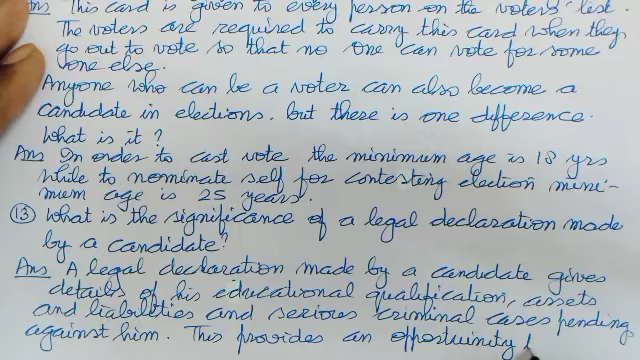 Ans This card is given to every person on the voters' list.
The voters are required to carry this card when they
go out to vote so that no one can vote for some
one else.
Anyone who can be a voter can also become a
candidate in elections. but there is one difference.
What is it?
Ans In order to cast vote the minimum age is 18 yrs
while to nominate self for contesting election mini-
mum age is 25 years.
13 What is the significance of a legal declaration made
by a candidate?
Ans A legal declaration made by a candidate gives
details of his educational qualification, assets
and liabilities and serious criminal cases pending
against him. This provides an opportuinity